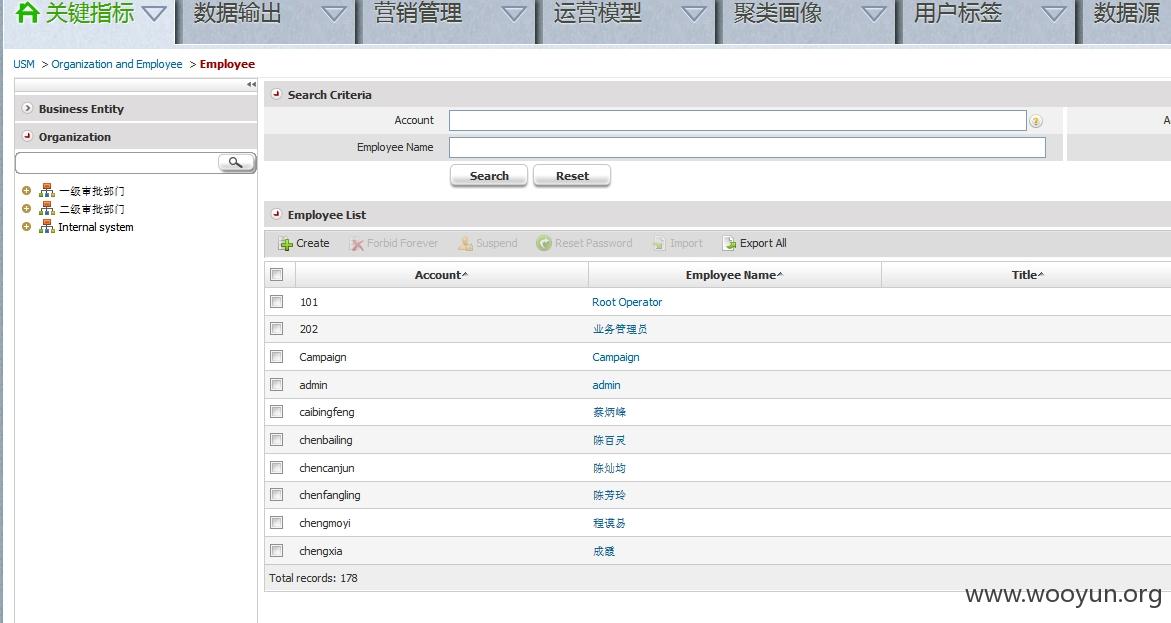 关键指标 数据输出 营销管理 运营模型 聚类画像 用户标签 数据源
USM > Organization and Employee > Employee
Business Entity
Organization
一级审批部门
二级审批部门
Internal system
Search Criteria
Account A
Employee Name
Search Reset
Employee List
Create Forbid Forever Suspend Reset Password Import Export All
Account Employee Name Title
101 Root Operator
202 业务管理员
Campaign Campaign
admin admin
caibingfeng 蔡炳峰
chenbailing 陈百灵
chencanjun 陈灿均
chenfangling 陈芳玲
chengmoyi 程谟易
chengxia 成霞
Total records: 178
www.wooyun.org